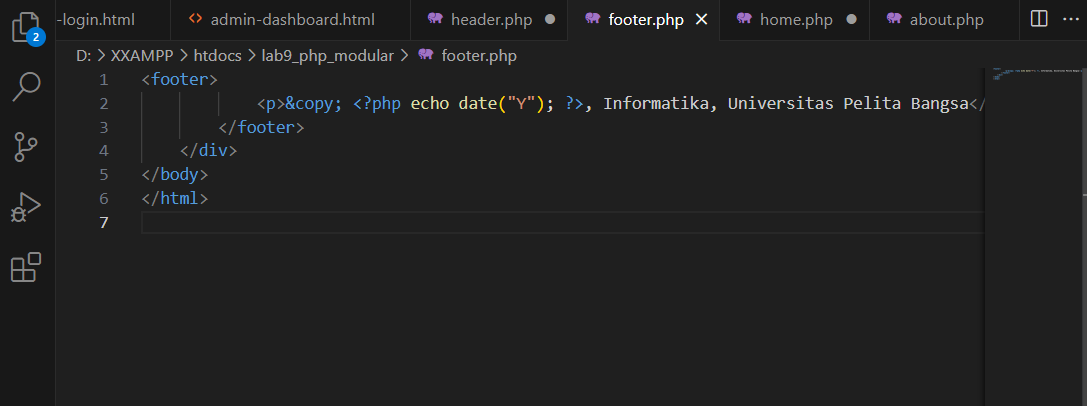 -login.html admin-dashboard.html header.php footer.php home.php about.php
2
D: > XXAMPP > htdocs > lab9_php_modular > footer.php
1 <footer>
2 <p>&copy; <?php echo date("Y"); ?>, Informatika, Universitas Pelita Bangsa</
3 </footer>
4 </div>
5 </body>
6 </html>
7